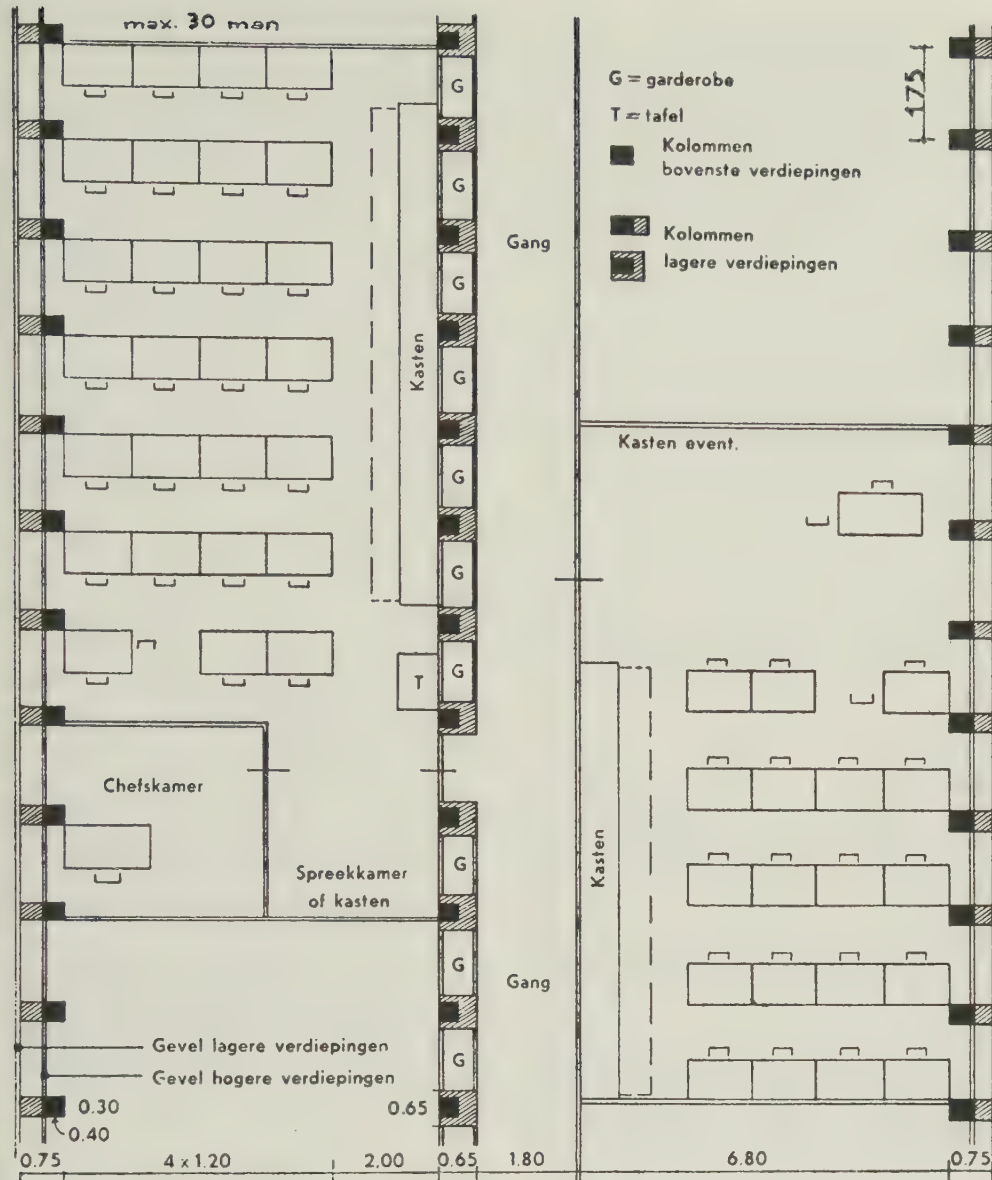 max. 30 man
G = garderobe
T = tafel
Kolommen
bovenste verdiepingen
Kolommen
lagere verdiepingen
175
G
G
G
G
G
G
G
Kasten
Gang
Kasten event.
T
Chefskamer
Spreekkamer
of kasten
Kasten
G
G
G
Gang
Gevel lagere verdiepingen
Gevel hogere verdiepingen
0.30
0.40
0.65
0.75
4 x 1.20
2.00
0.65
1.80
6.80
0.75